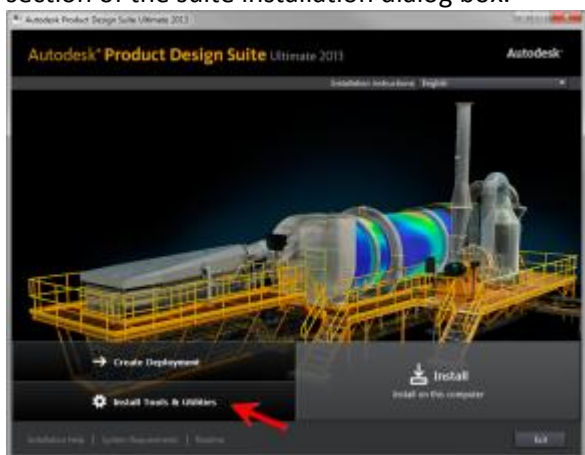 section of the suite installation dialog box.
Autodesk Product Design Suite Ultimate 2013
Autodesk® Product Design Suite Ultimate 2013
Autodesk®
Installation instructions: English
Create Deployment
Install Tools & Utilities
Install
Install on this computer
Installation Help | System Requirements | Readme
Exit